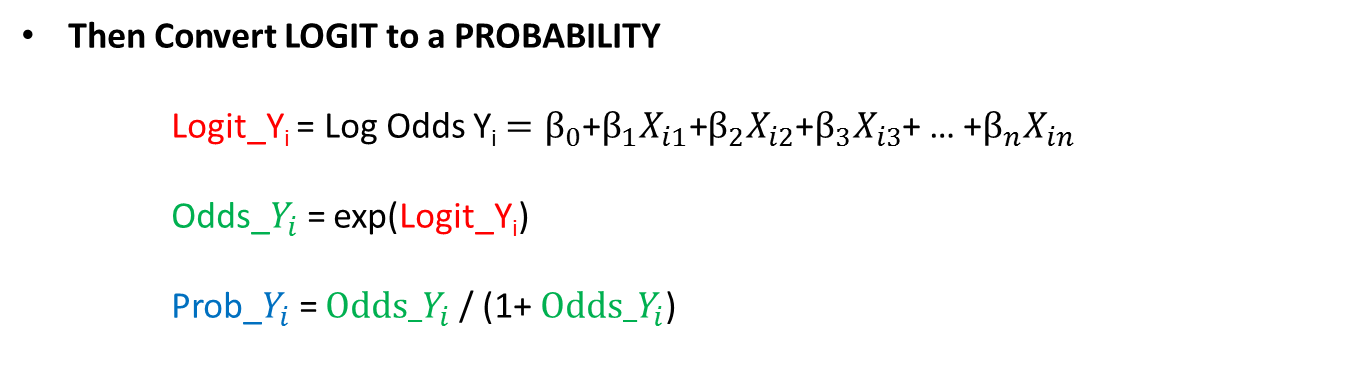 • Then Convert LOGIT to a PROBABILITY
Logit_Yᵢ = Log Odds Yᵢ = β₀+β₁Xᵢ₁+β₂Xᵢ₂+β₃Xᵢ₃+ … +βₙXᵢₙ
Odds_Yᵢ = exp(Logit_Yᵢ)
Prob_Yᵢ = Odds_Yᵢ / (1+ Odds_Yᵢ)